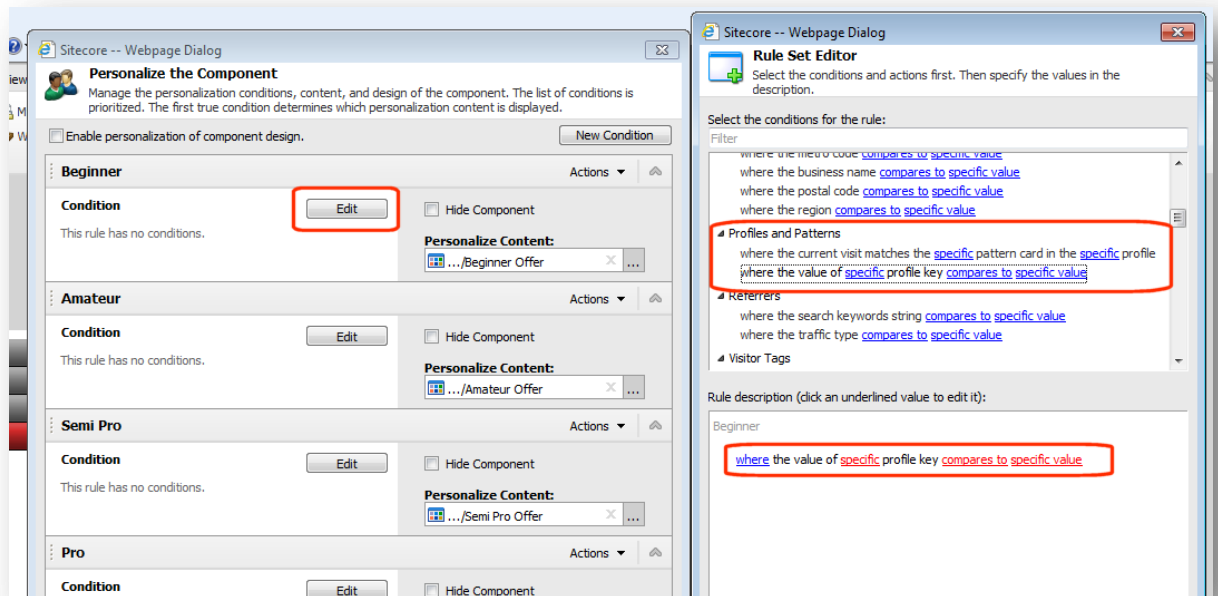 Sitecore -- Webpage Dialog
Personalize the Component
Manage the personalization conditions, content, and design of the component. The list of conditions is
prioritized. The first true condition determines which personalization content is displayed.
Enable personalization of component design.
New Condition
Beginner
Actions
Condition
Edit
Hide Component
This rule has no conditions.
Personalize Content:
.../Beginner Offer
...
Amateur
Actions
Condition
Edit
Hide Component
This rule has no conditions.
Personalize Content:
.../Amateur Offer
...
Semi Pro
Actions
Condition
Edit
Hide Component
This rule has no conditions.
Personalize Content:
.../Semi Pro Offer
...
Pro
Actions
Condition
Edit
Hide Component
Sitecore -- Webpage Dialog
Rule Set Editor
Select the conditions and actions first. Then specify the values in the
description.
Select the conditions for the rule:
Filter
where the metro code compares to specific value
where the business name compares to specific value
where the postal code compares to specific value
where the region compares to specific value
Profiles and Patterns
where the current visit matches the specific pattern card in the specific profile
where the value of specific profile key compares to specific value
Referrers
where the search keywords string compares to specific value
where the traffic type compares to specific value
Visitor Tags
Rule description (click an underlined value to edit it):
Beginner
where the value of specific profile key compares to specific value